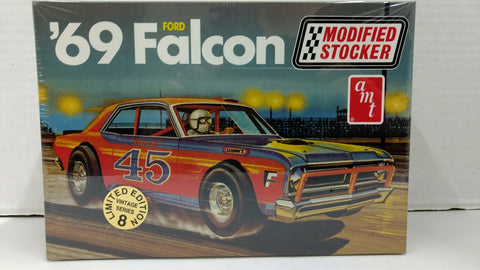 FORD
'69 Falcon
MODIFIED
STOCKER
amt
45
LIMITED EDITION
VINTAGE
SERIES
8